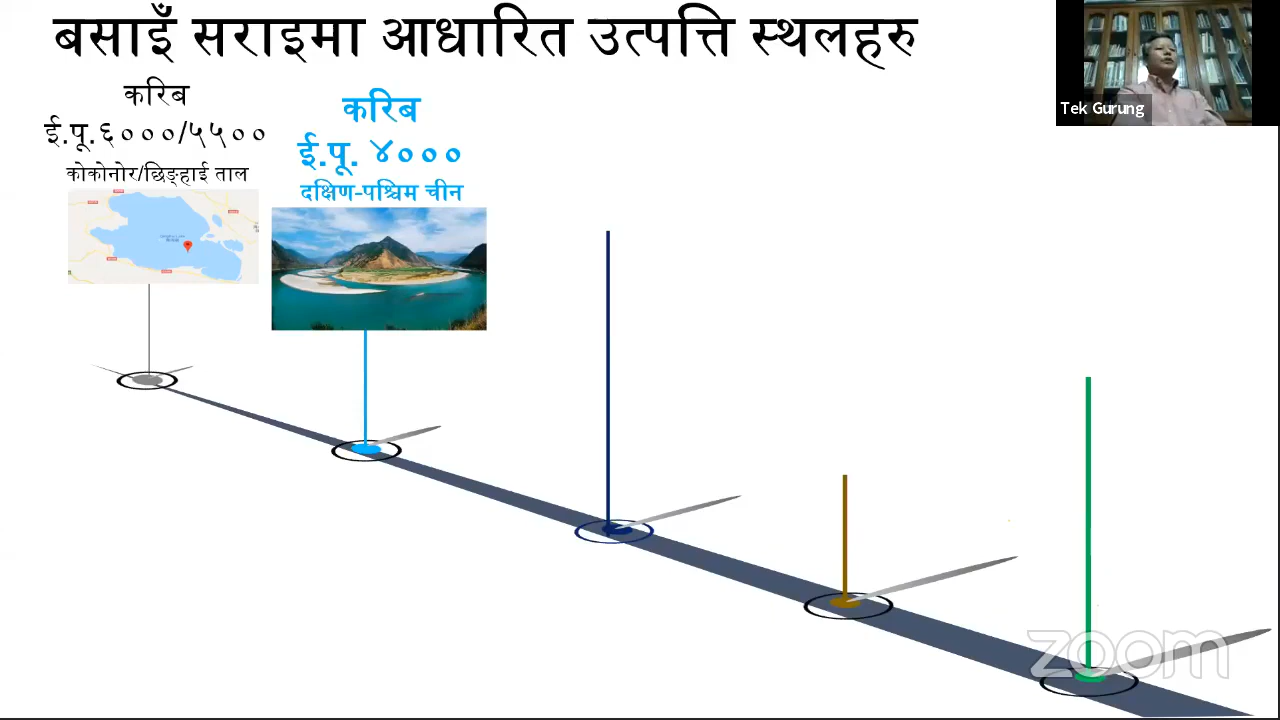 बसाइँ सराइमा आधारित उत्पत्ति स्थलहरु
करिब
ई.पू.६०००/५५००
कोकोनोर/छिङ्हाई ताल
करिब
ई.पू. ४०००
दक्षिण-पश्चिम चीन
Tek Gurung
zoom